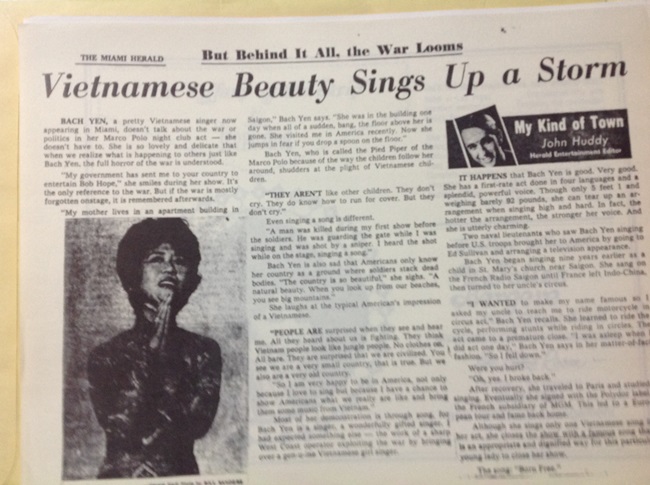 THE MIAMI HERALD
But Behind It All, the War Looms
Vietnamese Beauty Sings Up a Storm
BACH YEN, a pretty Vietnamese singer now
appearing in Miami, doesn't talk about the war or
politics in her Marco Polo night club act — she
doesn't have to. She is so lovely and delicate that
when we realize what is happening to others just like
Bach Yen, the full horror of the war is understood.
"My government has sent me to your country to
entertain Bob Hope," she smiles during her show. It's
the only reference to the war. But if the war is mostly
forgotten onstage, it is remembered afterwards.
"My mother lives in an apartment building in
Saigon," Bach Yen says. "She was in the building one
day when all of a sudden, bang, the floor above her is
gone. She visited me in America recently. Now she
jumps in fear if you drop a spoon on the floor."
Bach Yen, who is called the Pied Piper of the
Marco Polo because of the way the children follow her
around, shudders at the plight of Vietnamese chil-
dren.
"THEY AREN'T like other children. They don't
cry. They do know how to run for cover. But they
don't cry."
Even singing a song is different.
"A man was killed during my first show before
the soldiers. He was guarding the gate while I was
singing and was shot by a sniper. I heard the shot
while on the stage, singing a song."
Bach Yen is also sad that Americans only know
her country as a ground where soldiers stack dead
bodies. "The country is so beautiful," she sighs. "A
natural beauty. When you look up from our beaches,
you see big mountains."
She laughs at the typical American's impression
of a Vietnamese.
"PEOPLE ARE surprised when they see and hear
me. All they heard about us is fighting. They think
Vietnam people look like jungle people. No clothes on.
All bare. They are surprised that we are civilized. You
see we are a very small country, that is true. But we
also are a very old country.
"So I am very happy to be in America, not only
because I love to sing but because I have a chance to
show Americans what we really are like and bring
them some music from Vietnam."
Most of her demonstration is through song, for
Bach Yen is a singer, a wonderfully gifted singer. I
had expected something else — the work of a sharp
West Coast operator exploiting the war by bringing
over a Vietnam girl singer.
My Kind of Town
John Huddy
Herald Entertainment Editor
IT HAPPENS that Bach Yen is good. Very good.
She has a first-rate act done in four languages and a
splendid, powerful voice. Though only 5 feet 1 and
weighing barely 92 pounds, she can tear up an ar-
rangement when singing high and hard. In fact, the
hotter the arrangement, the stronger her voice. And
she is utterly charming.
Two naval lieutenants who saw Bach Yen singing
before U.S. troops brought her to America by going to
Ed Sullivan and arranging a television appearance.
Bach Yen, began singing nine years earlier as a
child in St. Mary's church near Saigon. She sang on
the French Radio Saigon until France left Indo-China,
then turned to her uncle's circus.
"I WANTED to make my name famous so I
asked my uncle to teach me to ride motorcycle in
circus act," Bach Yen recalls. She learned to ride the
cycle, performing stunts while riding in circles. The
act came to a premature close. "I was asleep when
I did act one day," Bach Yen says in her matter-of-fact
fashion. "So I fell down."
Were you hurt?
"Oh, yes. I broke back."
After recovery, she traveled to Paris and studied
singing. Eventually she signed with the Polydor label,
the French subsidiary of MGM. This led to a Euro-
pean tour and fame back home.
Although she sings only one Vietnamese song in
her act, she closes the show with a famous song that
is an appropriate and dignified way for this particular
young lady to close her show.
The song: "Born Free."